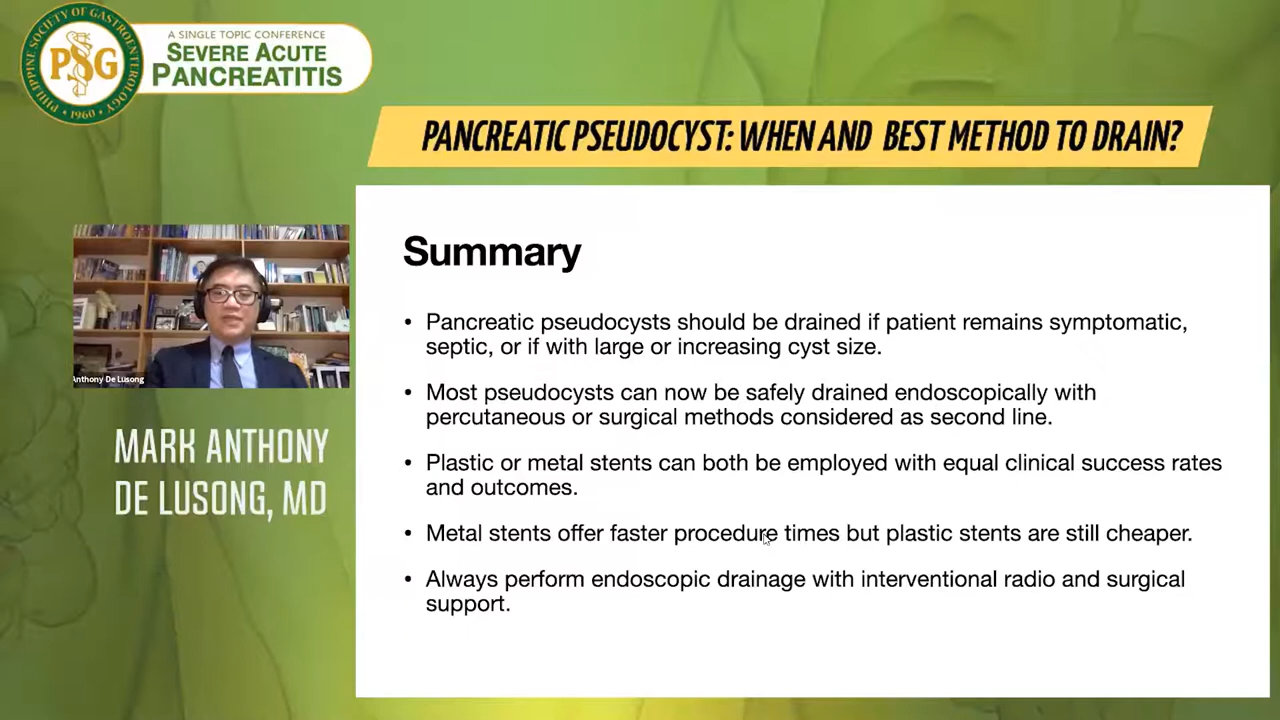 PHILIPPINE SOCIETY OF GASTROENTEROLOGY
PSG
1960
A SINGLE TOPIC CONFERENCE
SEVERE ACUTE
PANCREATITIS
PANCREATIC PSEUDOCYST: WHEN AND BEST METHOD TO DRAIN?
Anthony De Lusong
MARK ANTHONY
DE LUSONG, MD
Summary
• Pancreatic pseudocysts should be drained if patient remains symptomatic,
septic, or if with large or increasing cyst size.
• Most pseudocysts can now be safely drained endoscopically with
percutaneous or surgical methods considered as second line.
• Plastic or metal stents can both be employed with equal clinical success rates
and outcomes.
• Metal stents offer faster procedure times but plastic stents are still cheaper.
• Always perform endoscopic drainage with interventional radio and surgical
support.